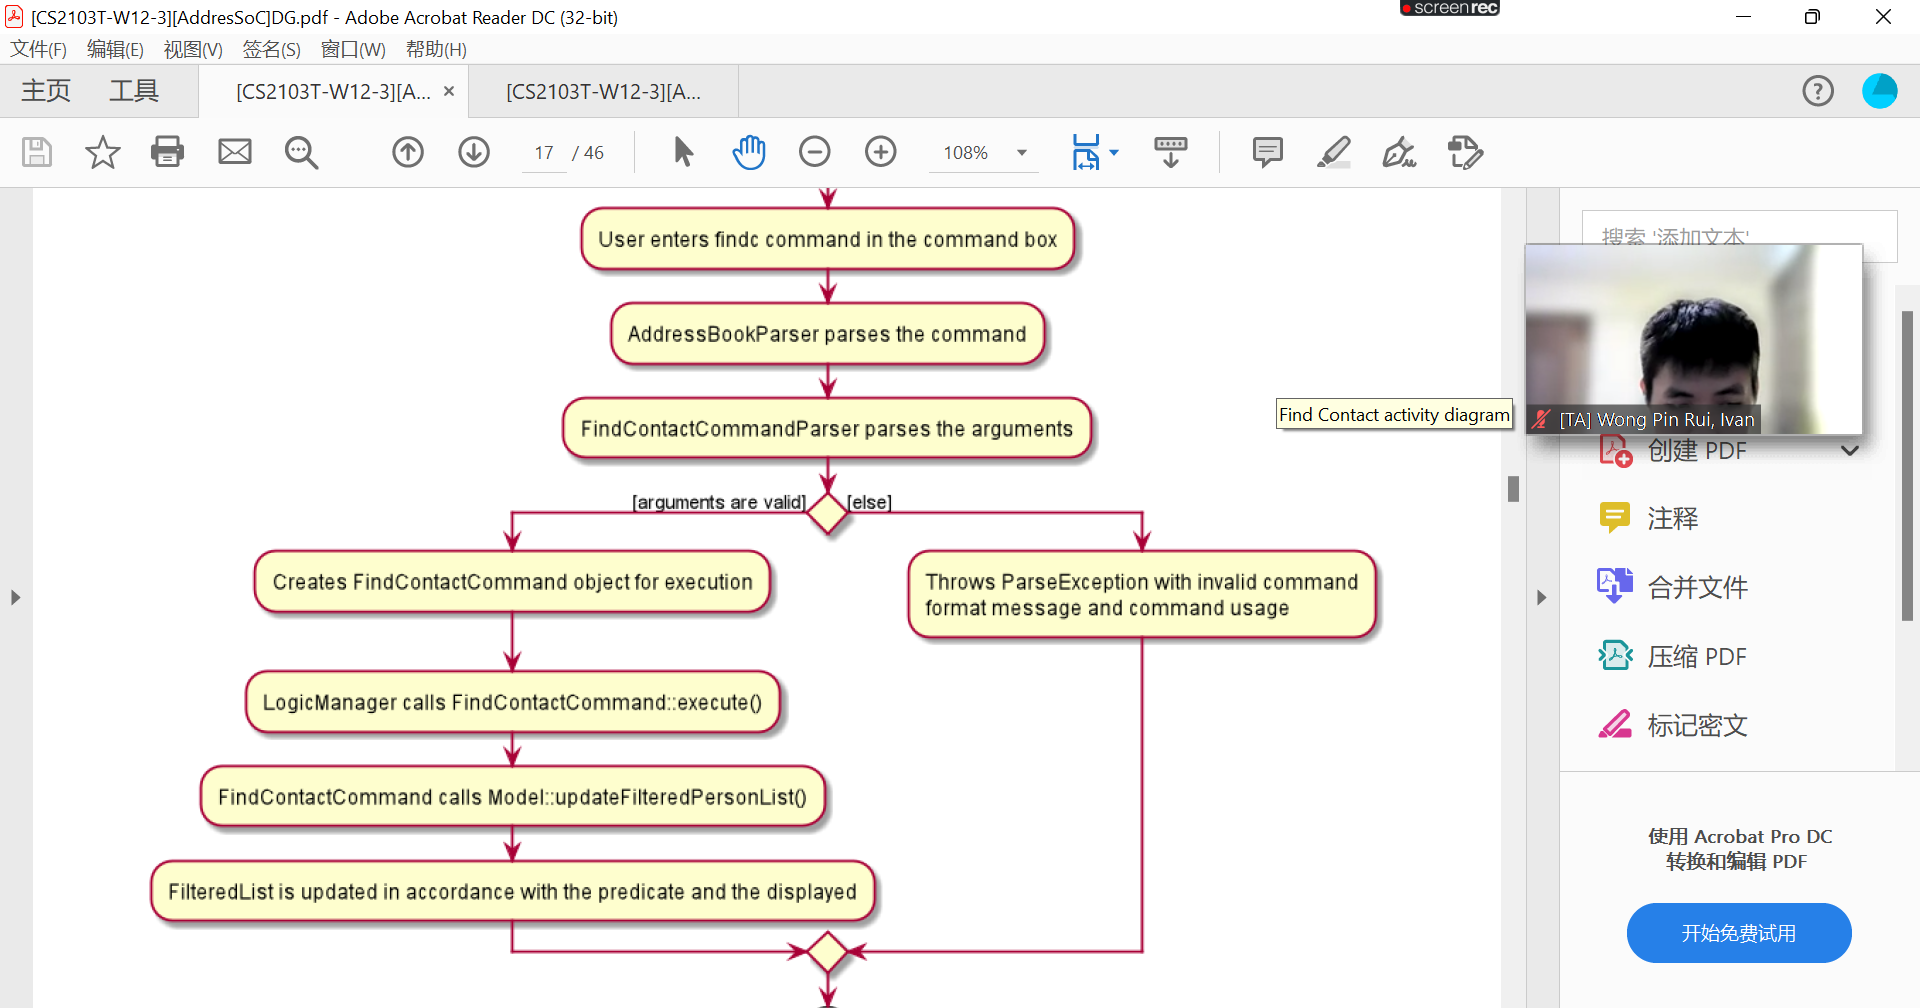 [CS2103T-W12-3][AddresSoC]DG.pdf - Adobe Acrobat Reader DC (32-bit)
screenrec
文件(F) 编辑(E) 视图(V) 签名(S) 窗口(W) 帮助(H)
主页 工具 [CS2103T-W12-3][A... × [CS2103T-W12-3][A...
17 / 46 108%
搜索 '添加文本'
User enters findc command in the command box
AddressBookParser parses the command
FindContactCommandParser parses the arguments
Find Contact activity diagram
[TA] Wong Pin Rui, Ivan
[arguments are valid] [else]
Creates FindContactCommand object for execution
Throws ParseException with invalid command
format message and command usage
LogicManager calls FindContactCommand::execute()
FindContactCommand calls Model::updateFilteredPersonList()
FilteredList is updated in accordance with the predicate and the displayed
创建 PDF
注释
合并文件
压缩 PDF
标记密文
使用 Acrobat Pro DC
转换和编辑 PDF
开始免费试用